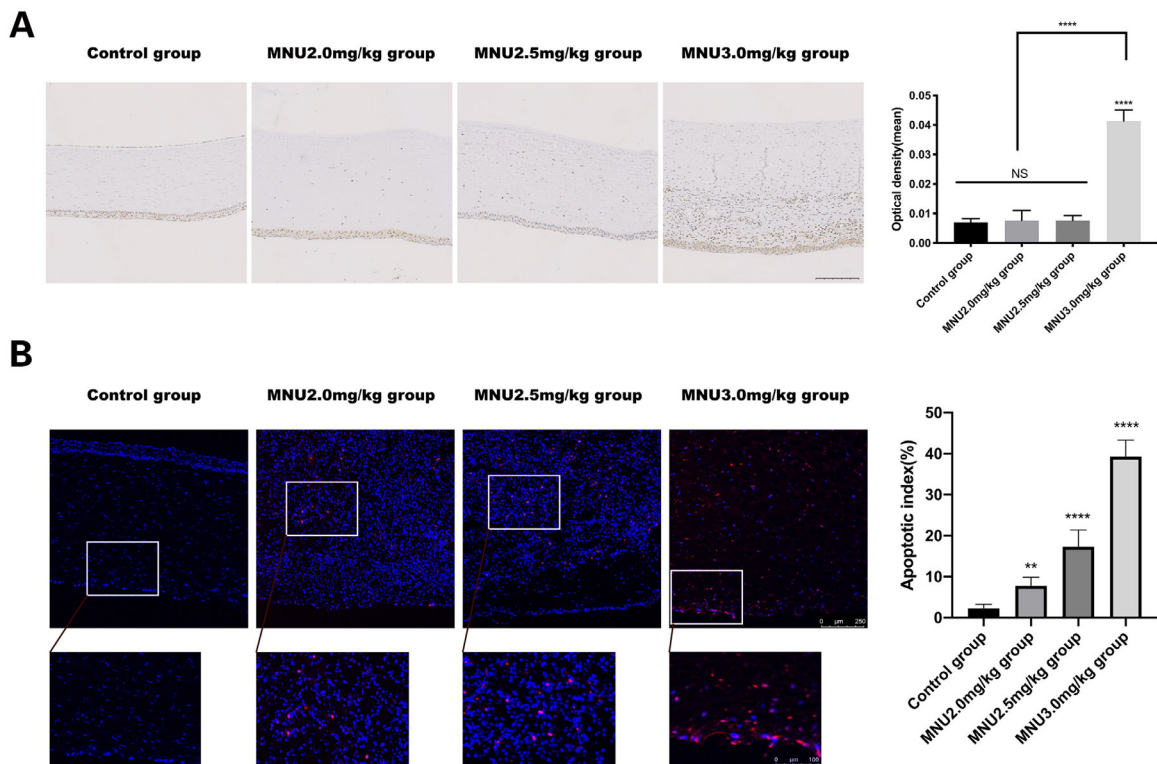 A
Control group
MNU2.0mg/kg group
MNU2.5mg/kg group
MNU3.0mg/kg group
Optical density(mean)
0.05
0.04
0.03
0.02
0.01
0.00
NS
****
****
Control group
MNU2.0mg/kg group
MNU2.5mg/kg group
MNU3.0mg/kg group
B
Control group
MNU2.0mg/kg group
MNU2.5mg/kg group
MNU3.0mg/kg group
0 µm 250
0 µm 100
Apoptotic index(%)
50
40
30
20
10
0
**
****
****
Control group
MNU2.0mg/kg group
MNU2.5mg/kg group
MNU3.0mg/kg group